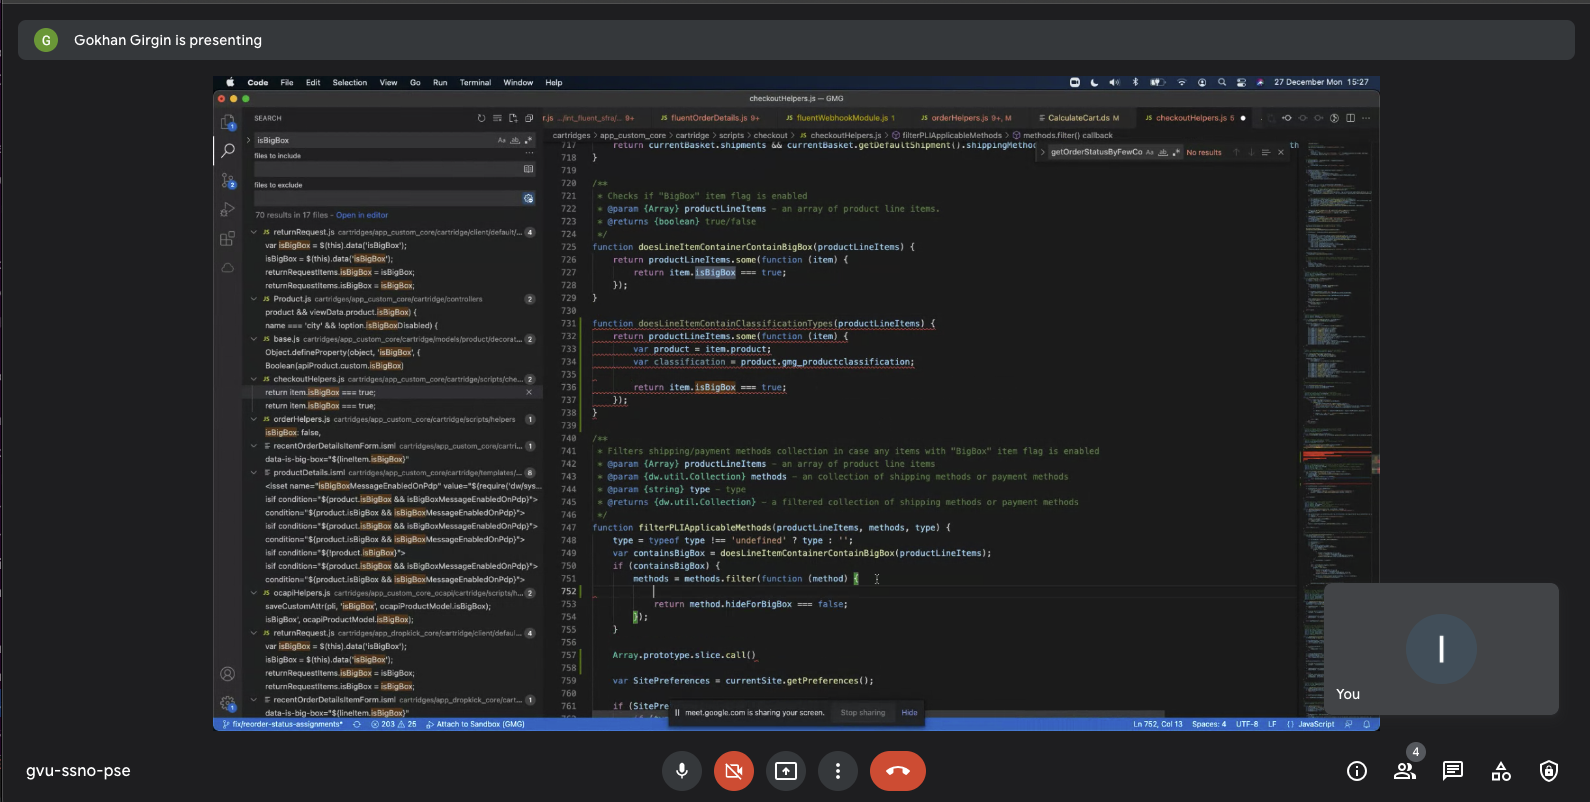 G Gokhan Girgin is presenting
Code File Edit Selection View Go Run Terminal Window Help
27 December Mon 15:27
checkoutHelpers.js — GMG
SEARCH
r.js .../int_fluent_sfra/... 9+
fluentOrderDetails.js 9+
fluentWebhookModule.js 1
orderHelpers.js 9+, M
CalculateCart.ds M
checkoutHelpers.js 5
cartridges > app_custom_core > cartridge > scripts > checkout > JS checkoutHelpers.js > filterPLIApplicableMethods > methods.filter() callback
isBigBox
files to include
files to exclude
70 results in 17 files - Open in editor
JS returnRequest.js cartridges/app_custom_core/cartridge/client/default/... 4
var isBigBox = $(this).data('isBigBox');
isBigBox = $(this).data('isBigBox');
returnRequestItems.isBigBox = isBigBox;
returnRequestItems.isBigBox = isBigBox;
JS Product.js cartridges/app_custom_core/cartridge/controllers 2
product && viewData.product.isBigBox) {
name === 'city' && !option.isBigBoxDisabled) {
JS base.js cartridges/app_custom_core/cartridge/models/product/decorat... 2
Object.defineProperty(object, 'isBigBox', {
Boolean(apiProduct.custom.isBigBox)
JS checkoutHelpers.js cartridges/app_custom_core/cartridge/scripts/che... 2
return item.isBigBox === true;
return item.isBigBox === true;
JS orderHelpers.js cartridges/app_custom_core/cartridge/scripts/helpers 1
isBigBox: false,
recentOrderDetailsItemForm.isml cartridges/app_custom_core/cartri... 1
data-is-big-box="${lineItem.isBigBox}"
productDetails.isml cartridges/app_custom_core/cartridge/templates/... 8
<isset name="isBigBoxMessageEnabledOnPdp" value="${require('dw/sys...
isif condition="${product.isBigBox && isBigBoxMessageEnabledOnPdp}">
condition="${product.isBigBox && isBigBoxMessageEnabledOnPdp}">
isif condition="${product.isBigBox && isBigBoxMessageEnabledOnPdp}">
condition="${product.isBigBox && isBigBoxMessageEnabledOnPdp}">
isif condition="${!product.isBigBox}">
isif condition="${product.isBigBox && isBigBoxMessageEnabledOnPdp}">
condition="${product.isBigBox && isBigBoxMessageEnabledOnPdp}">
JS ocapiHelpers.js cartridges/app_custom_core_ocapi/cartridge/scripts/h... 2
saveCustomAttr(pli, 'isBigBox', ocapiProductModel.isBigBox);
isBigBox', ocapiProductModel.isBigBox);
JS returnRequest.js cartridges/app_dropkick_core/cartridge/client/defaul... 4
var isBigBox = $(this).data('isBigBox');
isBigBox = $(this).data('isBigBox');
returnRequestItems.isBigBox = isBigBox;
returnRequestItems.isBigBox = isBigBox;
recentOrderDetailsItemForm.isml cartridges/app_dropkick_core/cart... 1
data-is-big-box="${lineItem.isBigBox}"
getOrderStatusByFewCo No results
717 return currentBasket.shipments && currentBasket.getDefaultShipment().shippingMetho
718 }
719
720 /**
721 * Checks if "BigBox" item flag is enabled
722 * @param {Array} productLineItems - an array of product line items.
723 * @returns {boolean} true/false
724 */
725 function doesLineItemContainerContainBigBox(productLineItems) {
726 return productLineItems.some(function (item) {
727 return item.isBigBox === true;
728 });
729 }
730
731 function doesLineItemContainClassificationTypes(productLineItems) {
732 return productLineItems.some(function (item) {
733 var product = item.product;
734 var classification = product.gmg_productclassification;
735
736 return item.isBigBox === true;
737 });
738 }
739
740 /**
741 * Filters shipping/payment methods collection in case any items with "BigBox" item flag is enabled
742 * @param {Array} productLineItems - an array of product line items
743 * @param {dw.util.Collection} methods - an collection of shipping methods or payment methods
744 * @param {string} type - type
745 * @returns {dw.util.Collection} - a filtered collection of shipping methods or payment methods
746 */
747 function filterPLIApplicableMethods(productLineItems, methods, type) {
748 type = typeof type !== 'undefined' ? type : '';
749 var containsBigBox = doesLineItemContainerContainBigBox(productLineItems);
750 if (containsBigBox) {
751 methods = methods.filter(function (method) {
752
753 return method.hideForBigBox === false;
754 });
755 }
756
757 Array.prototype.slice.call()
758
759 var SitePreferences = currentSite.getPreferences();
760
761 if (SitePre
meet.google.com is sharing your screen. Stop sharing Hide
fix/reorder-status-assignments* 203 25 Attach to Sandbox (GMG)
Ln 752, Col 13 Spaces: 4 UTF-8 LF {} JavaScript
I
You
gvu-ssno-pse
4